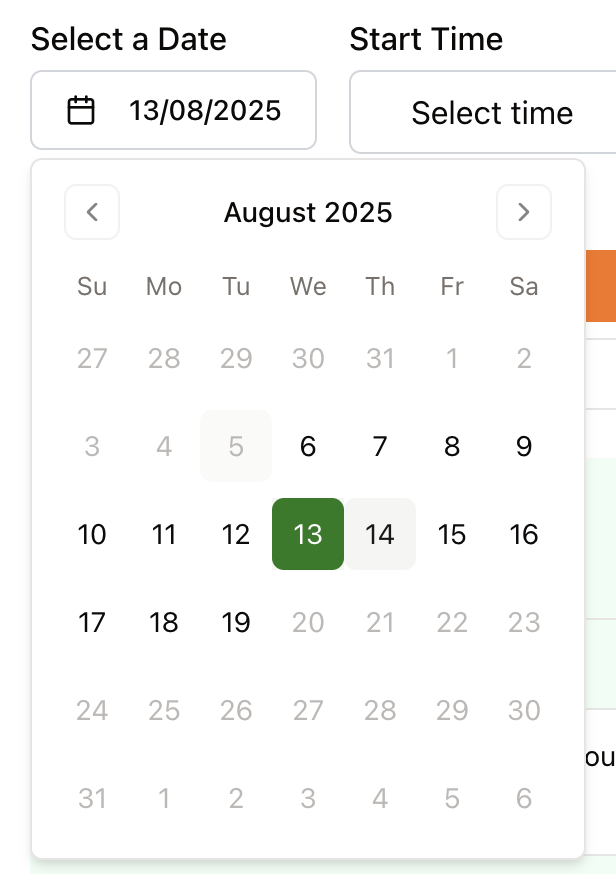 Select a Date Start Time
13/08/2025 Select time
August 2025
Su Mo Tu We Th Fr Sa
27 28 29 30 31 1 2
3 4 5 6 7 8 9
10 11 12 13 14 15 16
17 18 19 20 21 22 23
24 25 26 27 28 29 30
ou
31 1 2 3 4 5 6